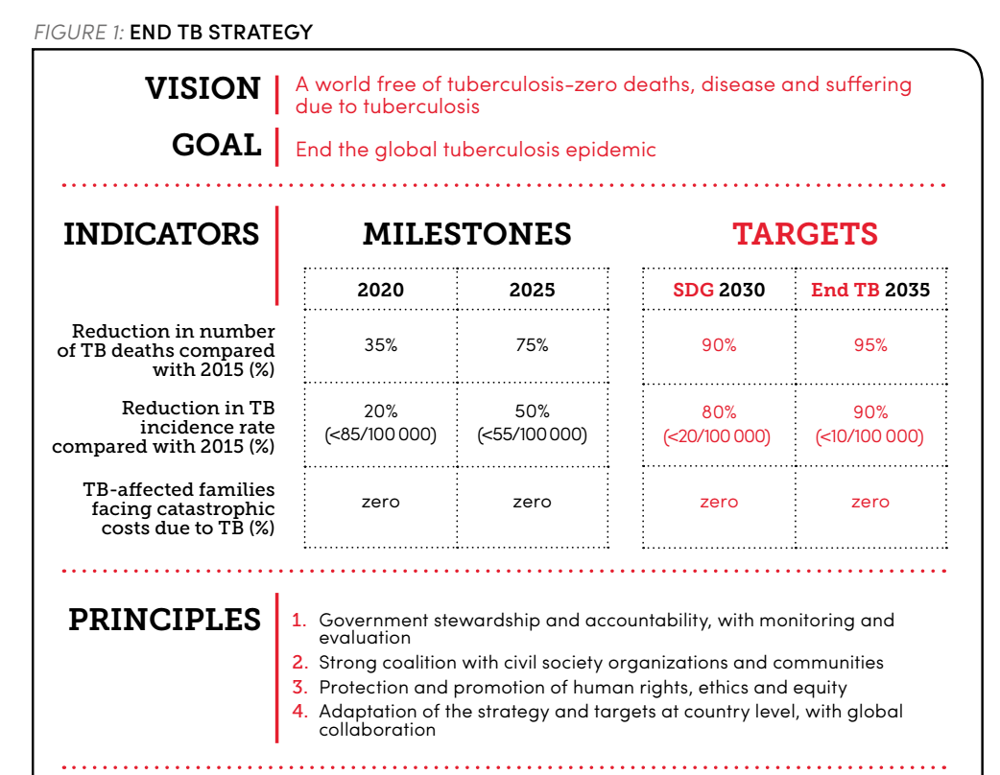 FIGURE 1: END TB STRATEGY
VISION
A world free of tuberculosis-zero deaths, disease and suffering
due to tuberculosis
GOAL
End the global tuberculosis epidemic
INDICATORS
MILESTONES
TARGETS
2020
2025
SDG 2030
End TB 2035
Reduction in number
of TB deaths compared
with 2015 (%)
35%
75%
90%
95%
Reduction in TB
incidence rate
compared with 2015 (%)
20%
(<85/100 000)
50%
(<55/100 000)
80%
(<20/100 000)
90%
(<10/100 000)
TB-affected families
facing catastrophic
costs due to TB (%)
zero
zero
zero
zero
PRINCIPLES
1. Government stewardship and accountability, with monitoring and
evaluation
2. Strong coalition with civil society organizations and communities
3. Protection and promotion of human rights, ethics and equity
4. Adaptation of the strategy and targets at country level, with global
collaboration